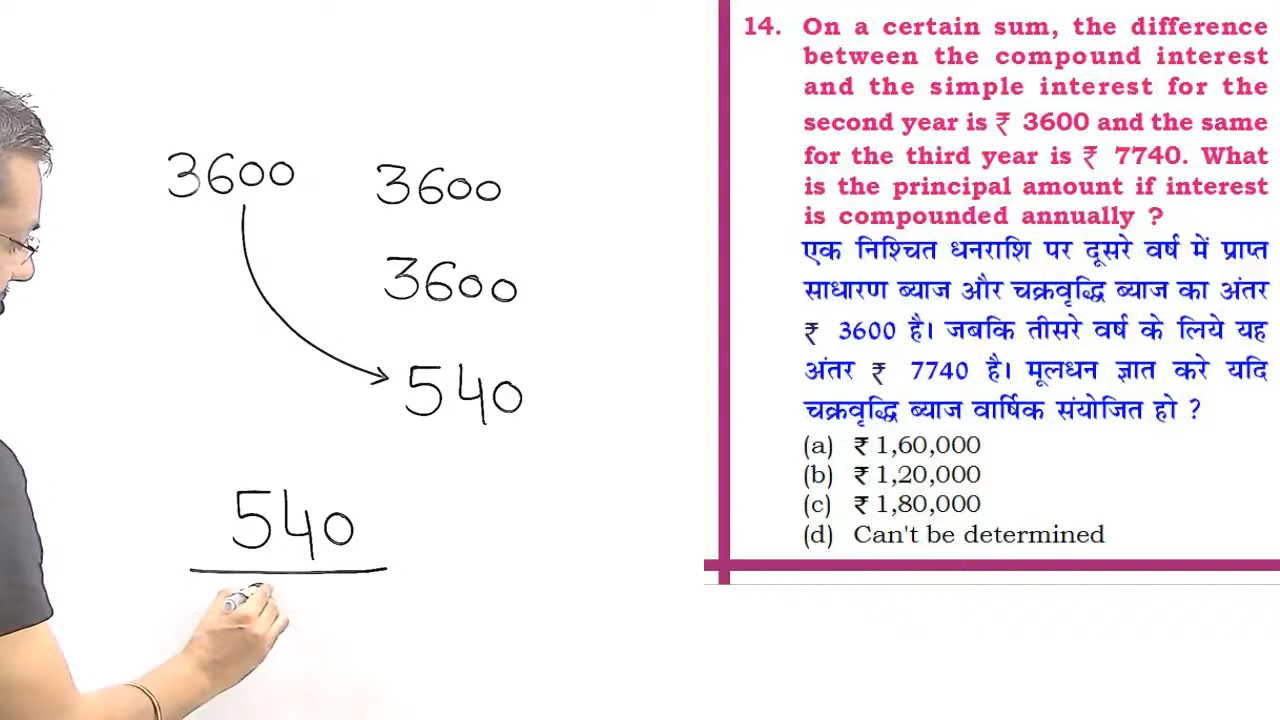 3600 3600
3600
540
540
14. On a certain sum, the difference
between the compound interest
and the simple interest for the
second year is ₹ 3600 and the same
for the third year is ₹ 7740. What
is the principal amount if interest
is compounded annually ?
एक निश्चित धनराशि पर दूसरे वर्ष में प्राप्त
साधारण ब्याज और चक्रवृद्धि ब्याज का अंतर
₹ 3600 है। जबकि तीसरे वर्ष के लिये यह
अंतर ₹ 7740 है। मूलधन ज्ञात करे यदि
चक्रवृद्धि ब्याज वार्षिक संयोजित हो ?
(a) ₹ 1,60,000
(b) ₹ 1,20,000
(c) ₹ 1,80,000
(d) Can't be determined